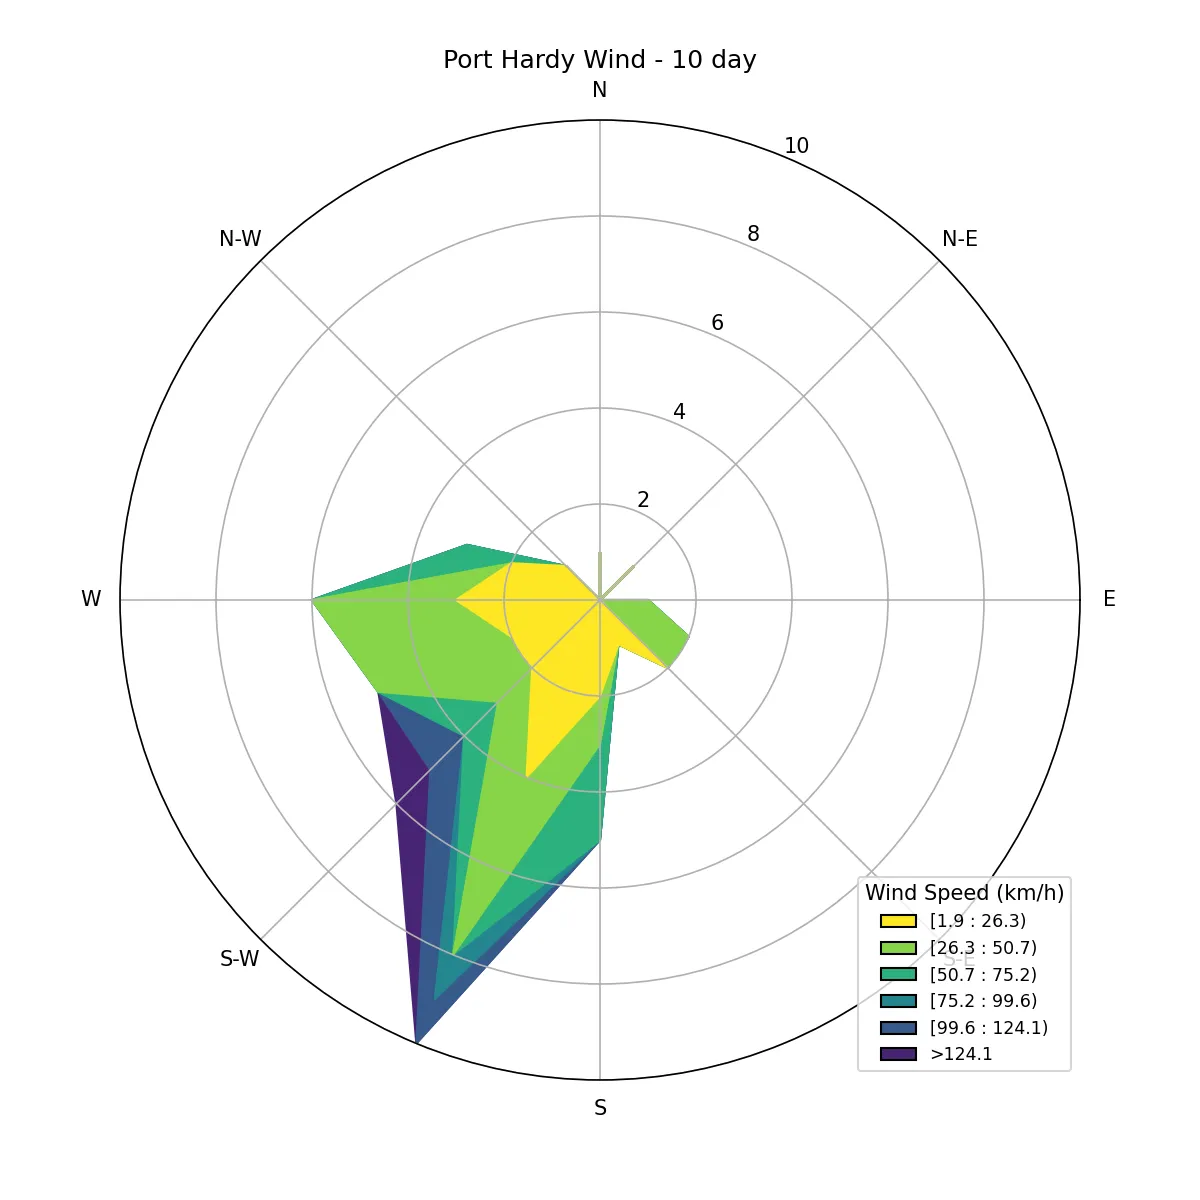 Port Hardy Wind - 10 day
N
10
N-W
N-E
8
6
4
2
W
E
S-W
S-E
S
Wind Speed (km/h)
[1.9 : 26.3)
[26.3 : 50.7)
[50.7 : 75.2)
[75.2 : 99.6)
[99.6 : 124.1)
>124.1